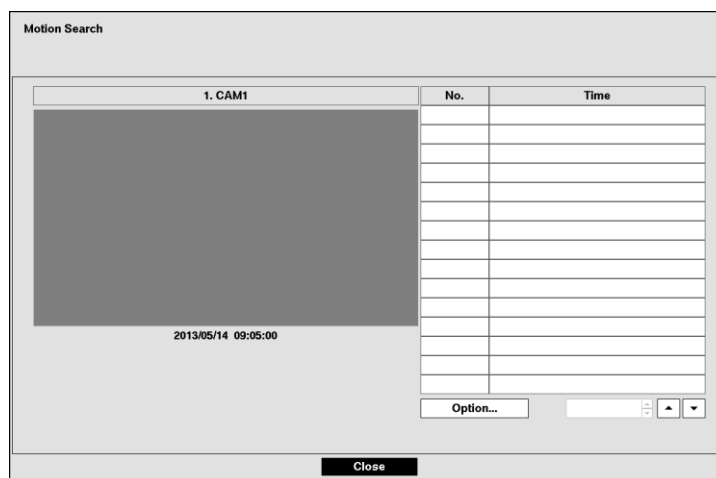 Motion Search
1. CAM1
No. Time
2013/05/14 09:05:00
Option...
Close